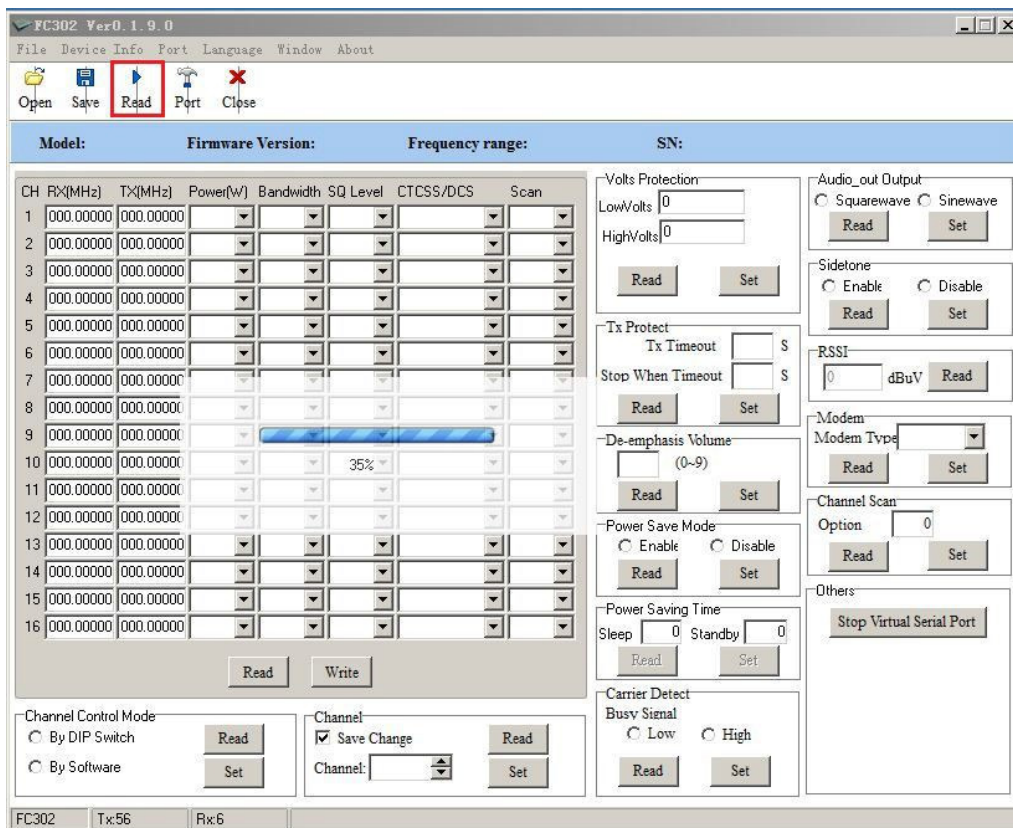 FC302 Ver0.1.9.0
File Device Info Port Language Window About
Open Save Read Port Close
Model: Firmware Version: Frequency range: SN:
CH RX(MHz) TX(MHz) Power(W) Bandwidth SQ Level CTCSS/DCS Scan
1 000.00000 000.00000
2 000.00000 000.00000
3 000.00000 000.00000
4 000.00000 000.00000
5 000.00000 000.00000
6 000.00000 000.00000
7 000.00000 000.00000
8 000.00000 000.00000
9 000.00000 000.00000
10 000.00000 000.00000 35%
11 000.00000 000.00000
12 000.00000 000.00000
13 000.00000 000.00000
14 000.00000 000.00000
15 000.00000 000.00000
16 000.00000 000.00000
Read Write
Channel Control Mode
By DIP Switch Read
By Software Set
Channel
Save Change Read
Channel: Set
Volts Protection
LowVolts 0
HighVolts 0
Read Set
Tx Protect
Tx Timeout S
Stop When Timeout S
Read Set
De-emphasis Volume
(0~9)
Read Set
Power Save Mode
Enable Disable
Read Set
Power Saving Time
Sleep 0 Standby 0
Read Set
Carrier Detect
Busy Signal
Low High
Read Set
Audio_out Output
Squarewave Sinewave
Read Set
Sidetone
Enable Disable
Read Set
RSSI
0 dBuV Read
Modem
Modem Type
Read Set
Channel Scan
Option 0
Read Set
Others
Stop Virtual Serial Port
FC302 Tx:56 Rx:6